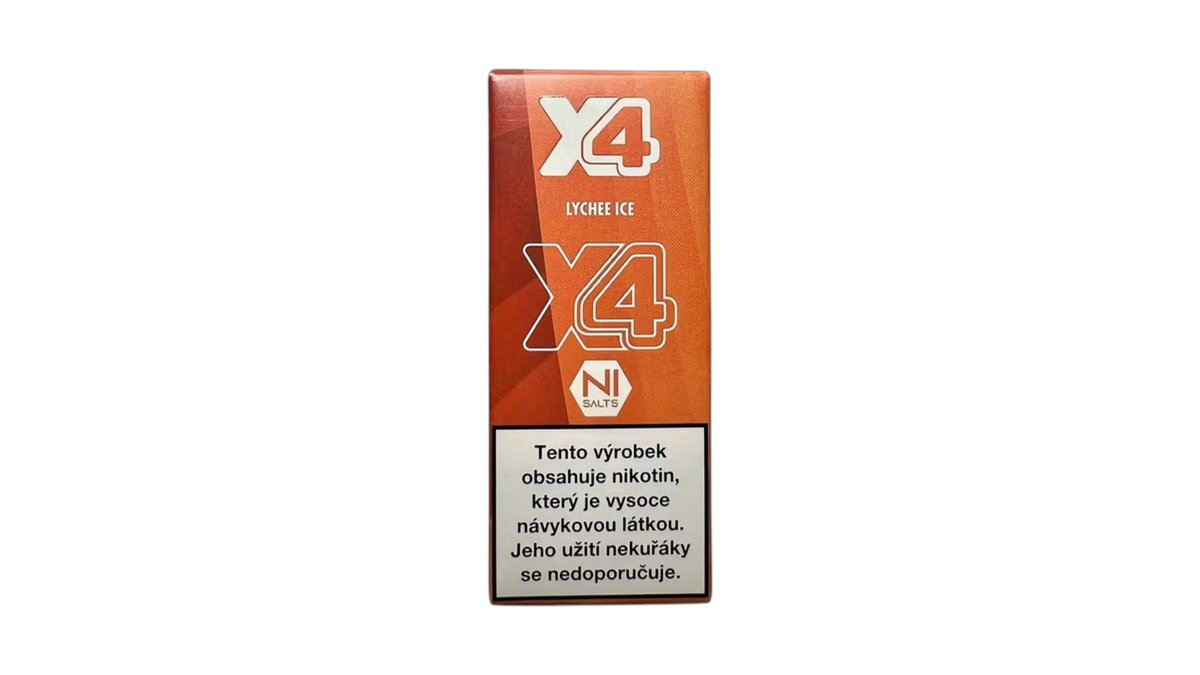 X4
LYCHEE ICE
X4
NI
SALTS
Tento výrobek
obsahuje nikotin,
který je vysoce
návykovou látkou.
Jeho užití nekuřáky
se nedoporučuje.